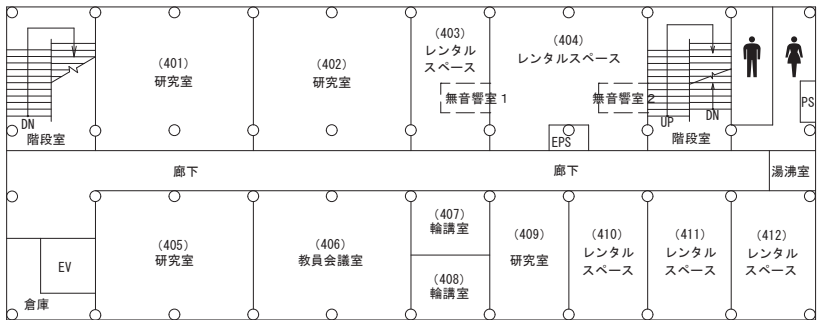 DN
階段室
(401)
研究室
(402)
研究室
(403)
レンタル
スペース
無音響室1
(404)
レンタルスペース
無音響室2
EPS
UP
DN
階段室
PS
廊下
廊下
湯沸室
EV
倉庫
(405)
研究室
(406)
教員会議室
(407)
輪講室
(408)
輪講室
(409)
研究室
(410)
レンタル
スペース
(411)
レンタル
スペース
(412)
レンタル
スペース